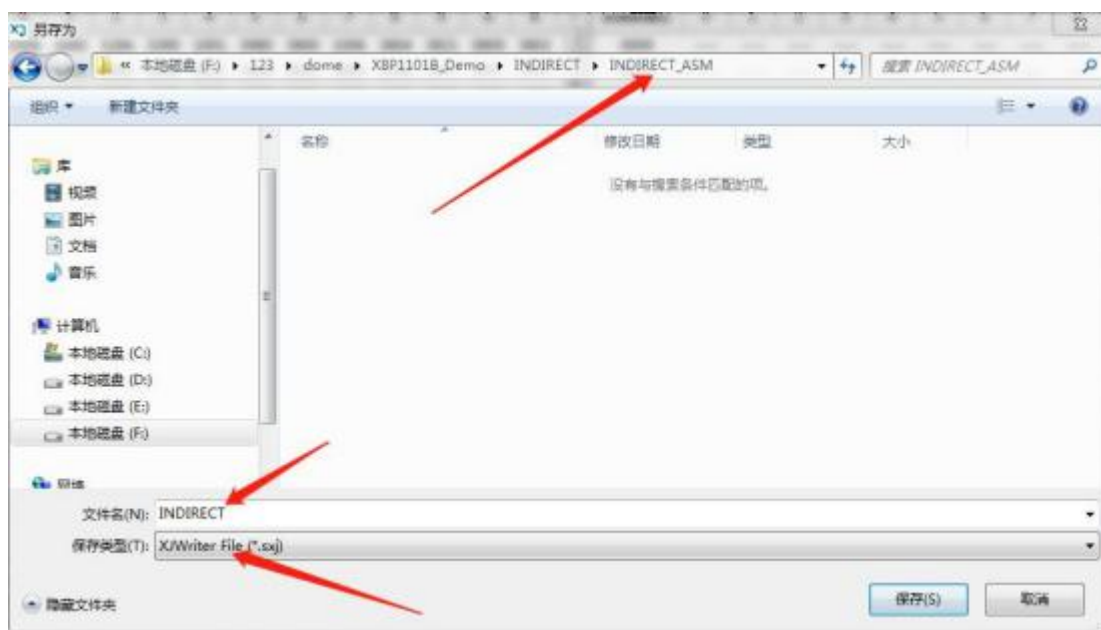 另存为
« 本地磁盘 (F:) ▸ 123 ▸ dome ▸ XBP1101B_Demo ▸ INDIRECT ▸ INDIRECT_ASM
搜索 INDIRECT_ASM
组织 新建文件夹
名称 修改日期 类型 大小
没有与搜索条件匹配的项。
库
视频
图片
文档
音乐
计算机
本地磁盘 (C:)
本地磁盘 (D:)
本地磁盘 (E:)
本地磁盘 (F:)
网络
文件名(N): INDIRECT
保存类型(T): XJWriter File (*.sxj)
隐藏文件夹 保存(S) 取消